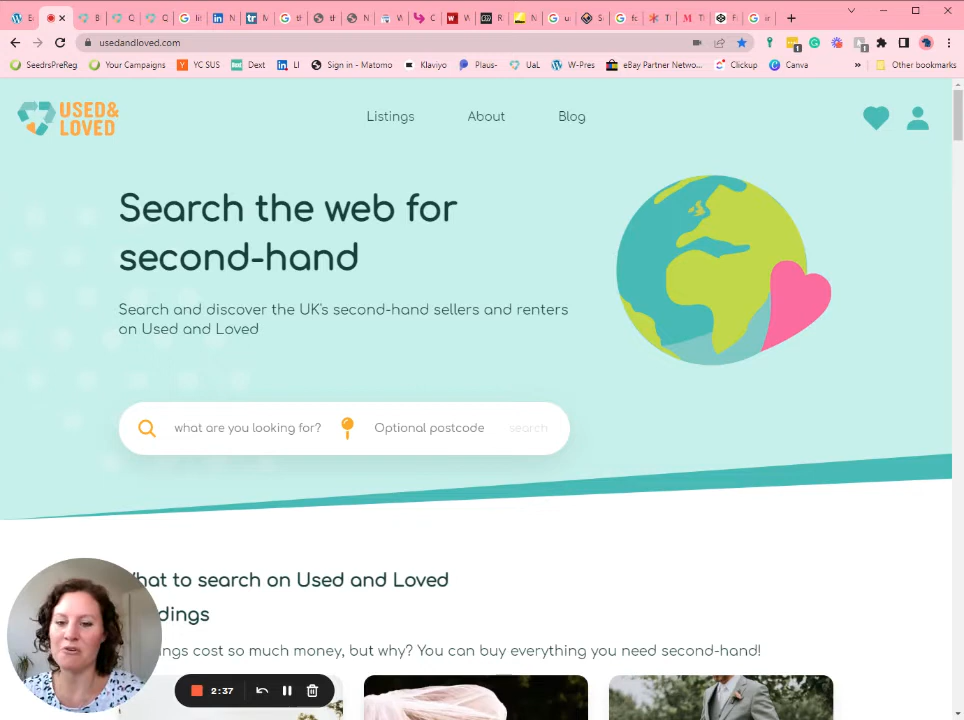 usedandloved.com
SeedrsPreReg
Your Campaigns
YC SUS
Dext
LI
Sign in - Matomo
Klaviyo
Plaus-
UaL
W-Pres
eBay Partner Netwo...
Clickup
Canva
»
Other bookmarks
USED&
LOVED
Listings
About
Blog
Search the web for
second-hand
Search and discover the UK's second-hand sellers and renters
on Used and Loved
what are you looking for?
Optional postcode
search
hat to search on Used and Loved
dings
ngs cost so much money, but why? You can buy everything you need second-hand!
2:37